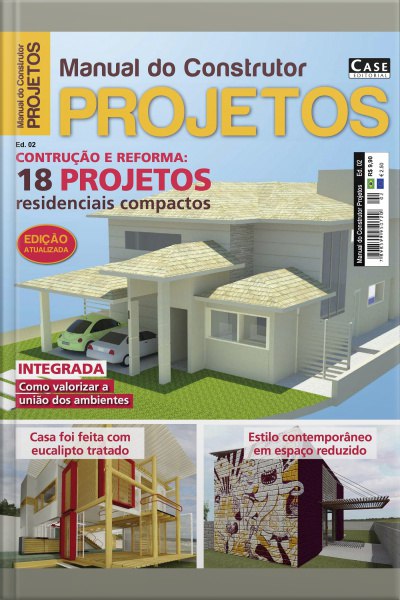 Manual do Construtor
PROJETOS
Manual do Construtor
PROJETOS
CASE
EDITORIAL
Ed. 02
CONTRUÇÃO E REFORMA:
18 PROJETOS
residenciais compactos
EDIÇÃO
ATUALIZADA
Manual do Construtor Projetos Ed. 02
R$ 9,90
INTEGRADA
Como valorizar a
união dos ambientes
Casa foi feita com
eucalipto tratado
Estilo contemporâneo
em espaço reduzido